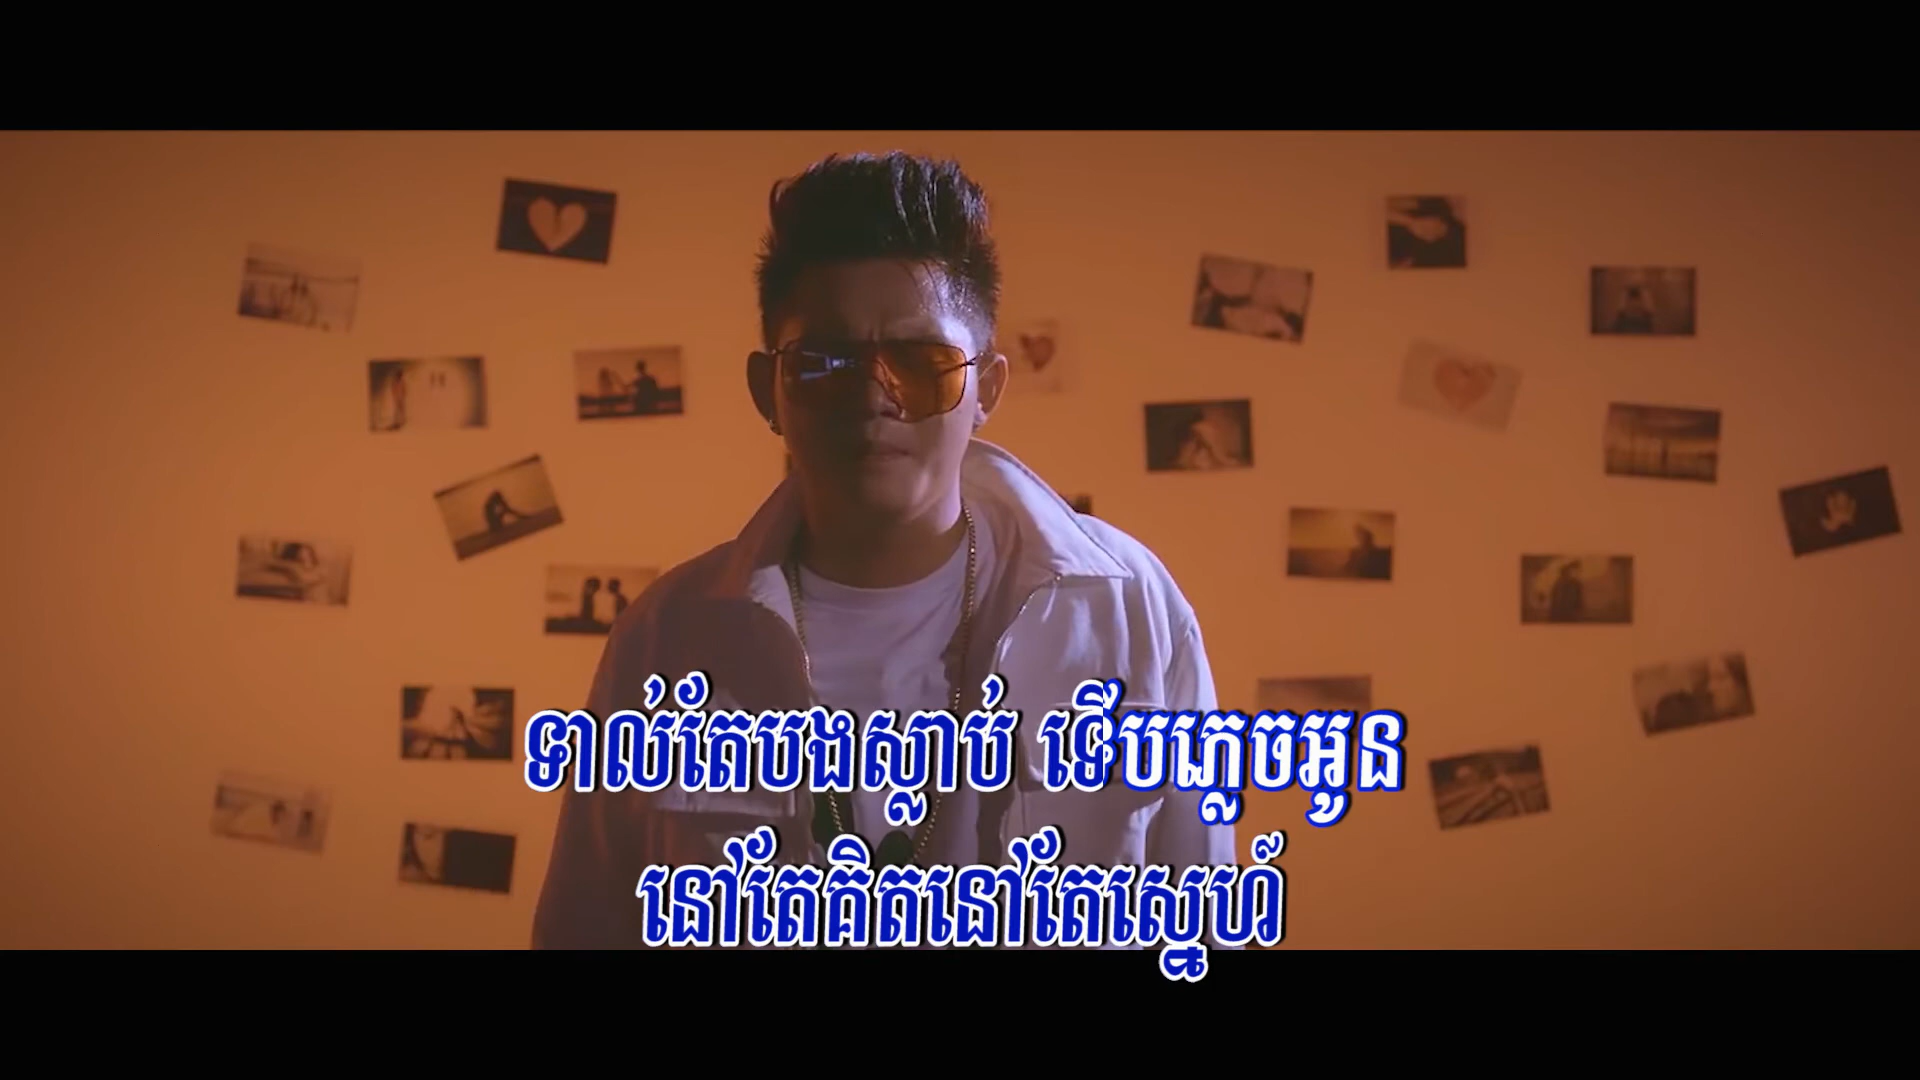 ទាល់តែបងស្លាប់ ទើបភ្លេចអូន
នៅតែគិតនៅតែស្នេហ៍